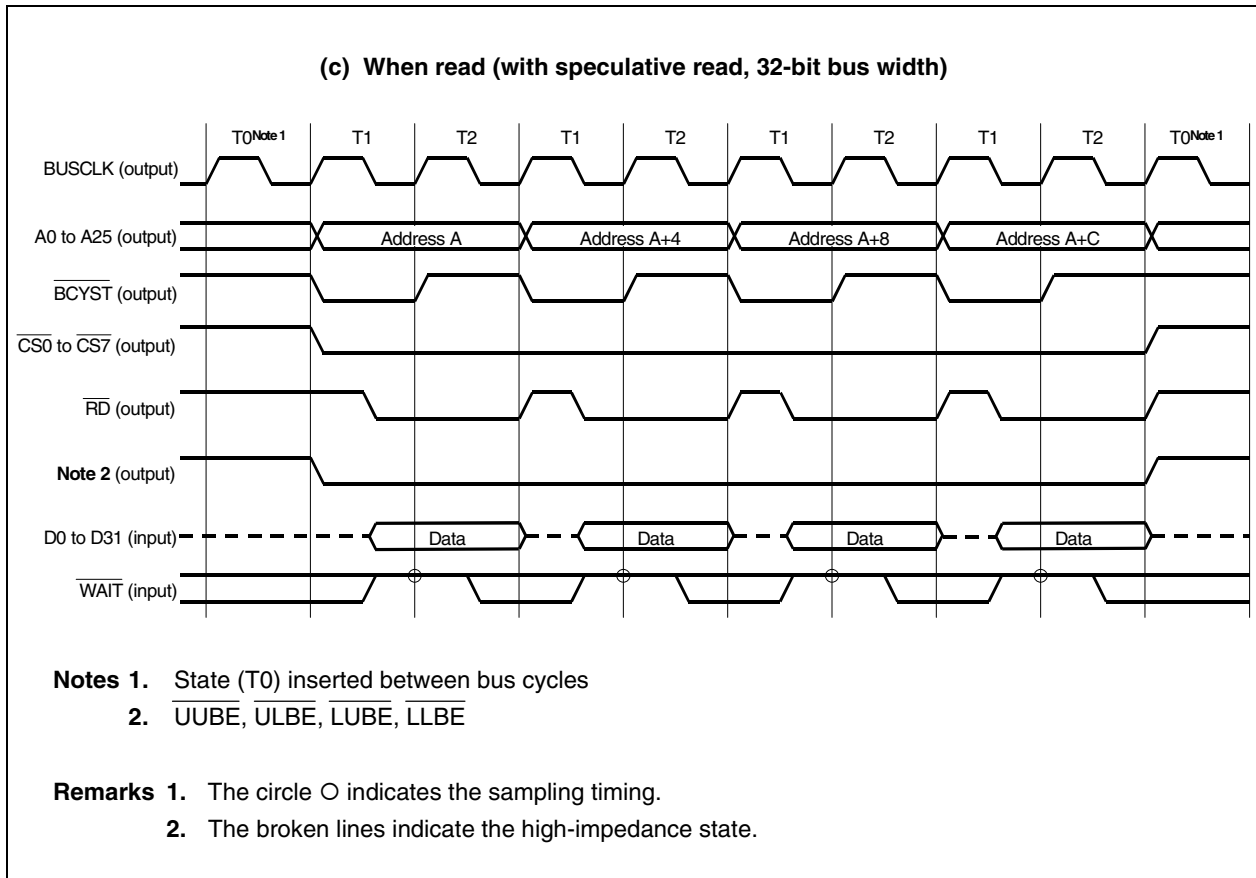 (c) When read (with speculative read, 32-bit bus width)
T0Note 1 T1 T2 T1 T2 T1 T2 T1 T2 T0Note 1
BUSCLK (output)
A0 to A25 (output) Address A Address A+4 Address A+8 Address A+C
BCYST (output)
CS0 to CS7 (output)
RD (output)
Note 2 (output)
D0 to D31 (input) Data Data Data Data
WAIT (input)
Notes 1. State (T0) inserted between bus cycles
2. UUBE, ULBE, LUBE, LLBE
Remarks 1. The circle O indicates the sampling timing.
2. The broken lines indicate the high-impedance state.